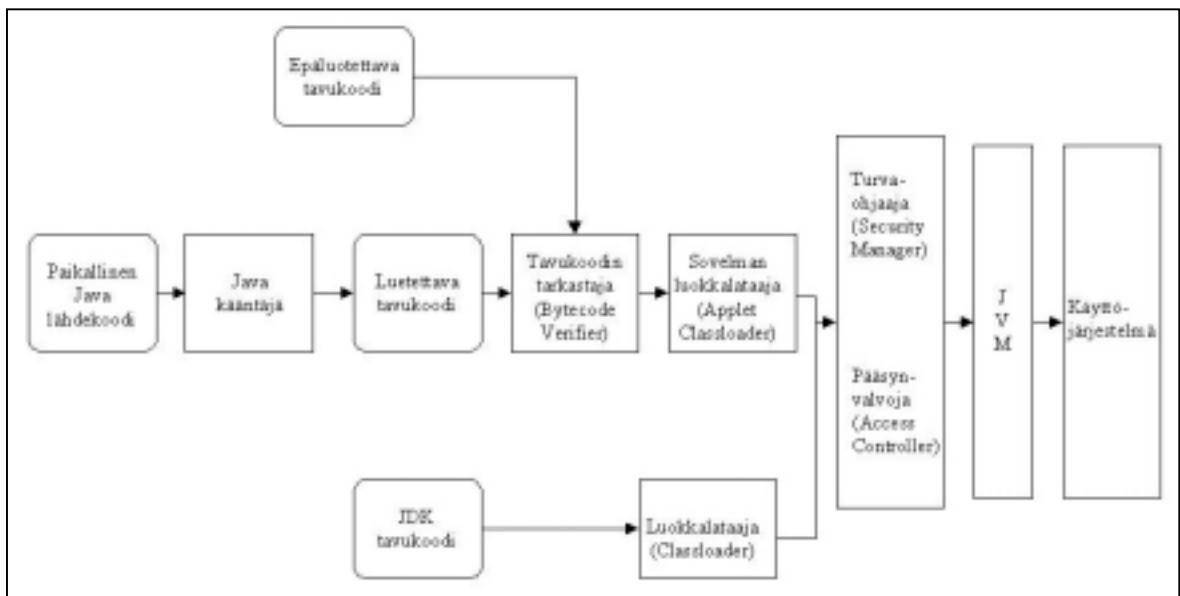 Epäluotettava
tavukoodi
Paikallinen
Java
lähdekoodi
Java
kääntäjä
Luetettava
tavukoodi
Tavukoodin
tarkastaja
(Bytecode
Verifier)
Sovelman
luokkalataaja
(Applet
Classloader)
Turva-
ohjaaja
(Security
Manager)
Pääsyn-
valvoja
(Access
Controller)
J
V
M
Käyttö-
järjestelmä
JDK
tavukoodi
Luokkalataaja
(Classloader)